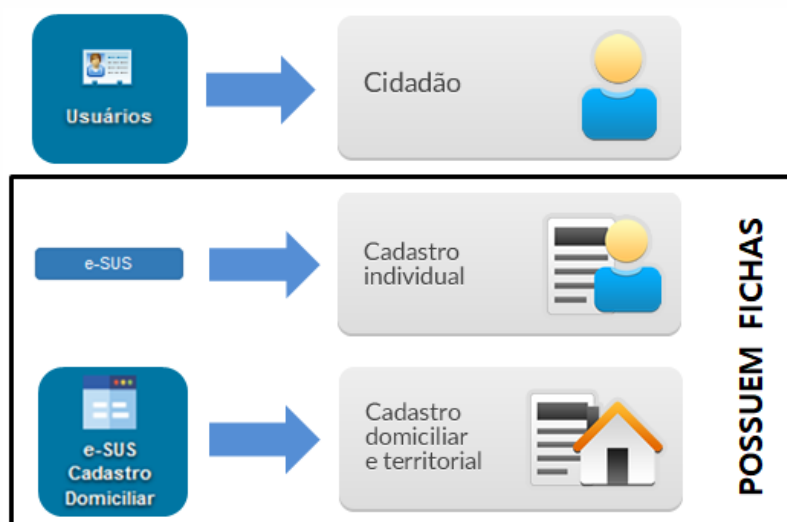 Usuários
Cidadão
e-SUS
Cadastro
individual
e-SUS
Cadastro
Domiciliar
Cadastro
domiciliar
e territorial
POSSUEM FICHAS